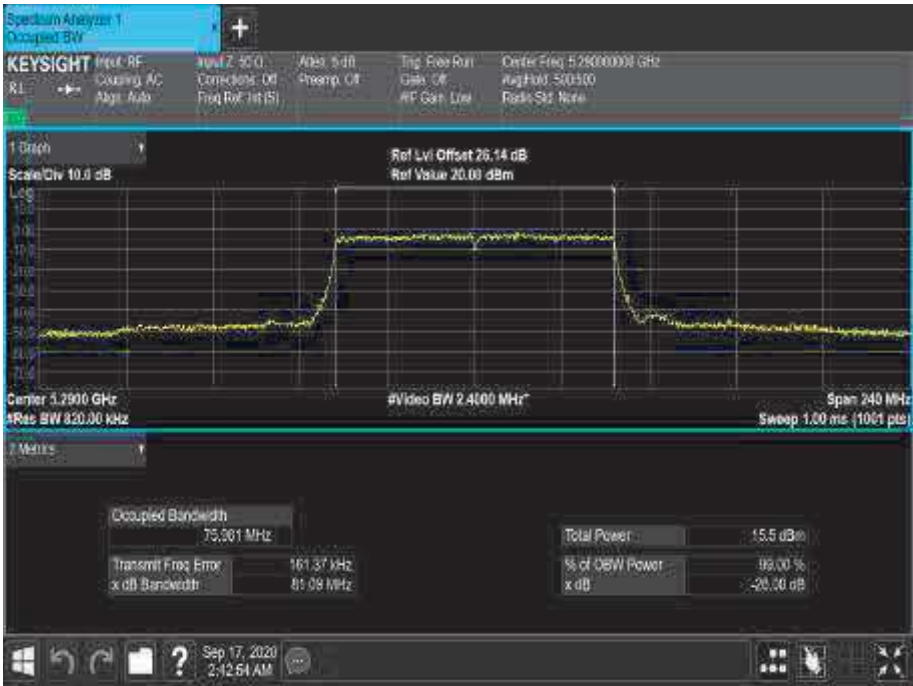 Spectrum Analyzer 1
Occupied BW
KEYSIGHT
Input: RF
Coupling: AC
Align: Auto
Input Z: 50 Ω
Corrections: Off
Freq Ref: Int (S)
Atten: 6 dB
Preamp: Off
Trig: Free Run
Gate: Off
#IF Gain: Low
Center Freq: 5.290000000 GHz
Avg|Hold: 500/500
Radio Std: None
1 Graph
Scale/Div 10.0 dB
Ref Lvl Offset 26.14 dB
Ref Value 20.00 dBm
Log
Center 5.2900 GHz
#Res BW 820.00 kHz
#Video BW 2.4000 MHz*
Span 240 MHz
Sweep 1.00 ms (1001 pts)
2 Metrics
Occupied Bandwidth
MHz
Total Power
15.5 dBm
Transmit Freq Error
161.37 kHz
% of OBW Power
99.00 %
x dB Bandwidth
81.09 MHz
x dB
-26.00 dB
?
Sep 17, 2020
2:42:54 AM